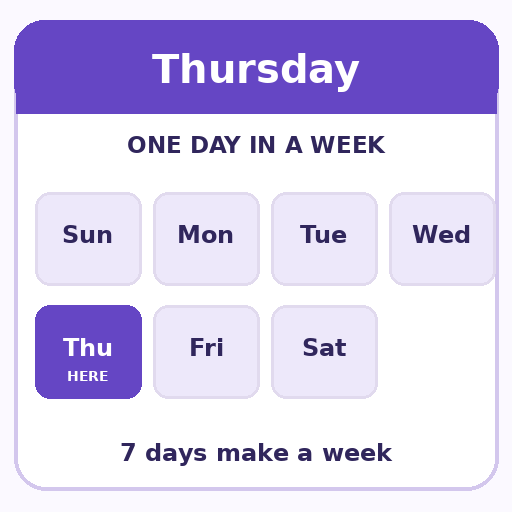 Thursday
ONE DAY IN A WEEK
Sun Mon Tue Wed
Thu Fri Sat
HERE
7 days make a week